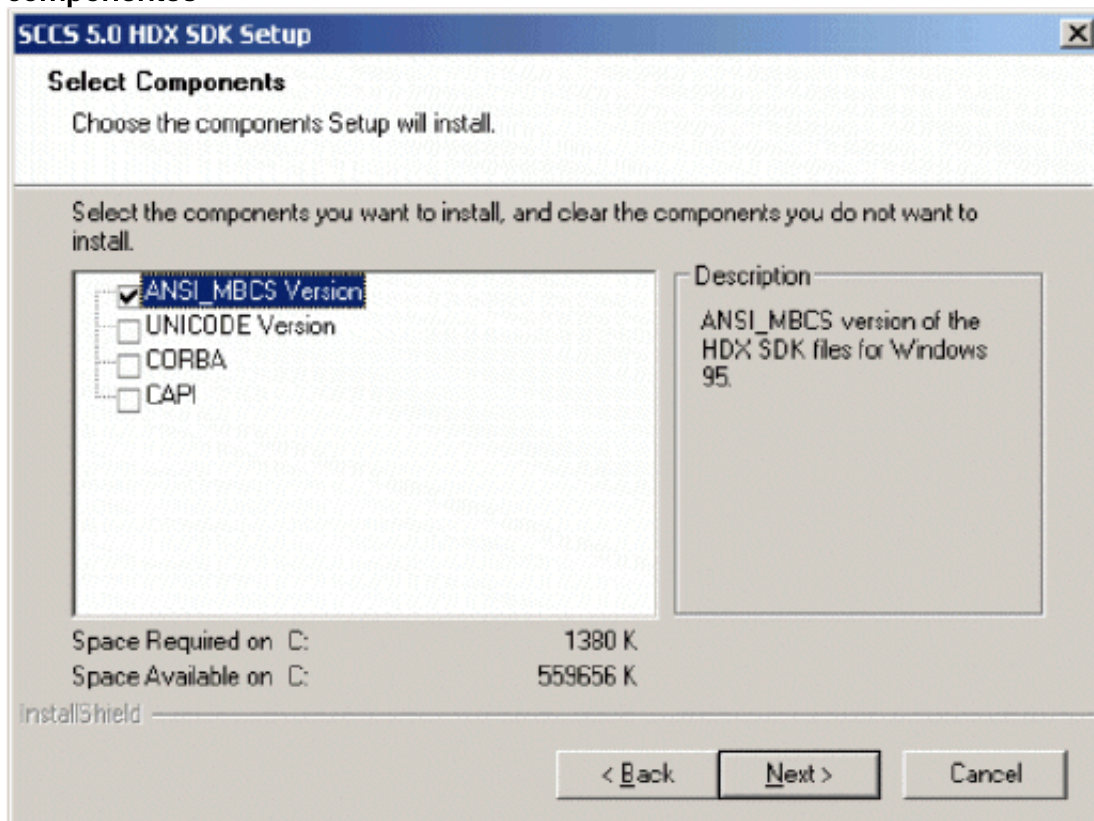 componentes
SCCS 5.0 HDX SDK Setup
Select Components
Choose the components Setup will install.
Select the components you want to install, and clear the components you do not want to
install.
ANSI_MBCS Version
UNICODE Version
CORBA
CAPI
Description
ANSI_MBCS version of the
HDX SDK files for Windows
95.
Space Required on C: 1380 K
Space Available on C: 559656 K
InstallShield
< Back Next > Cancel